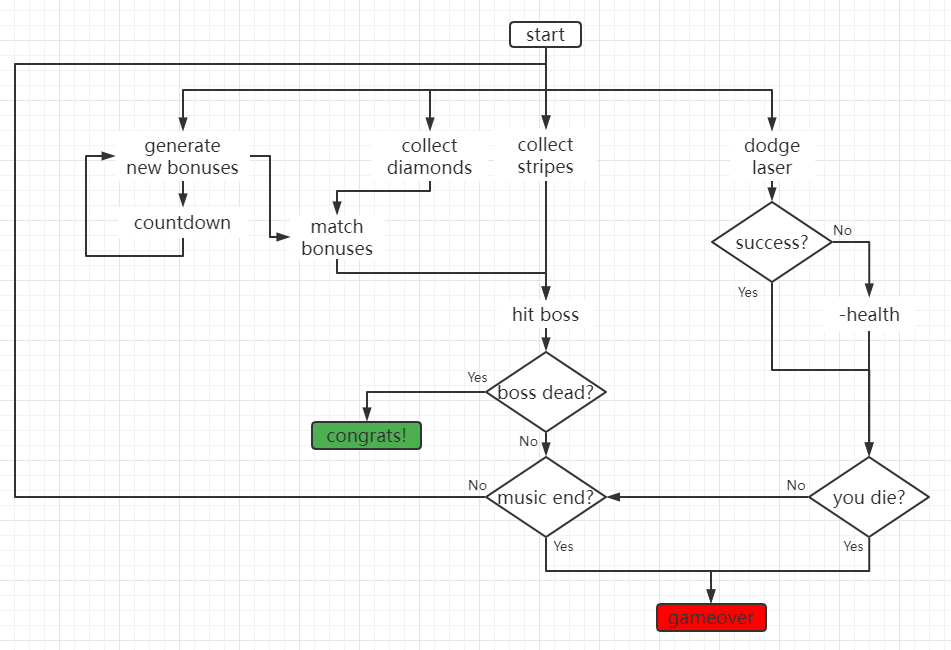 start
generate
new bonuses
collect
diamonds
collect
stripes
dodge
laser
countdown
match
bonuses
success?
No
Yes
hit boss
-health
Yes
boss dead?
congrats!
No
No
music end?
No
you die?
Yes
Yes
gameover